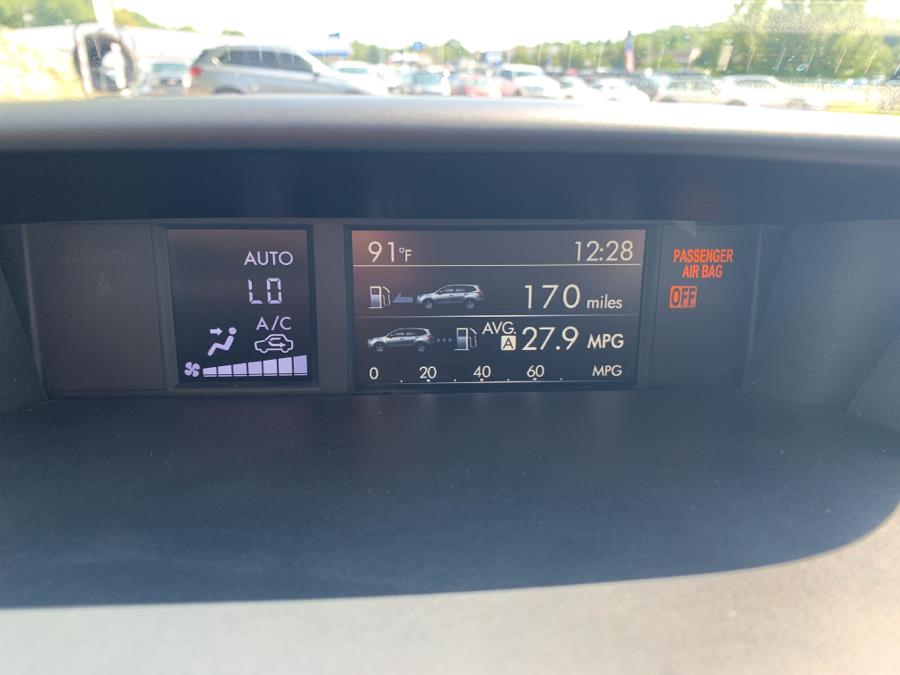 PASSENGER
AUTO
LO
A/C
91°F 12:28
170 miles
AVG.
A 27.9 MPG
0 . 20 . 40 . 60 . MPG
PASSENGER
AIR BAG
OFF